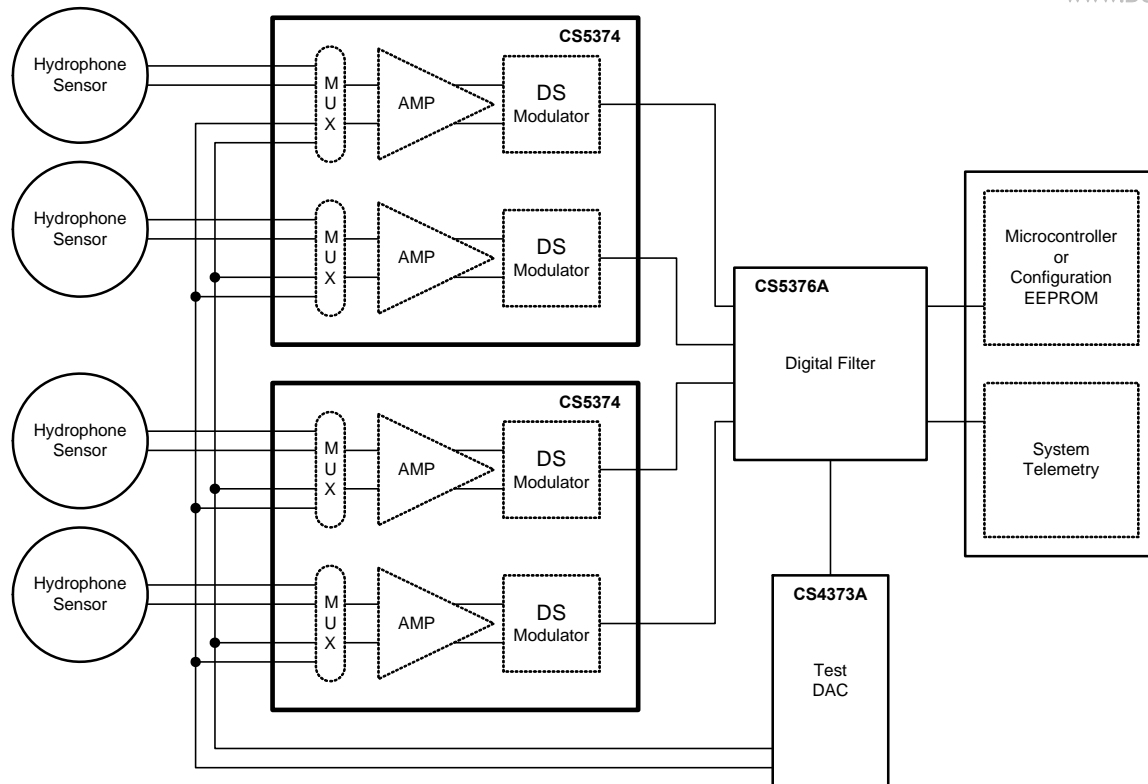 CS5374
Hydrophone
Sensor
M
U
X
AMP
DS
Modulator
Hydrophone
Sensor
M
U
X
AMP
DS
Modulator
CS5374
Hydrophone
Sensor
M
U
X
AMP
DS
Modulator
Hydrophone
Sensor
M
U
X
AMP
DS
Modulator
CS5376A
Digital Filter
Microcontroller
or
Configuration
EEPROM
System
Telemetry
CS4373A
Test
DAC